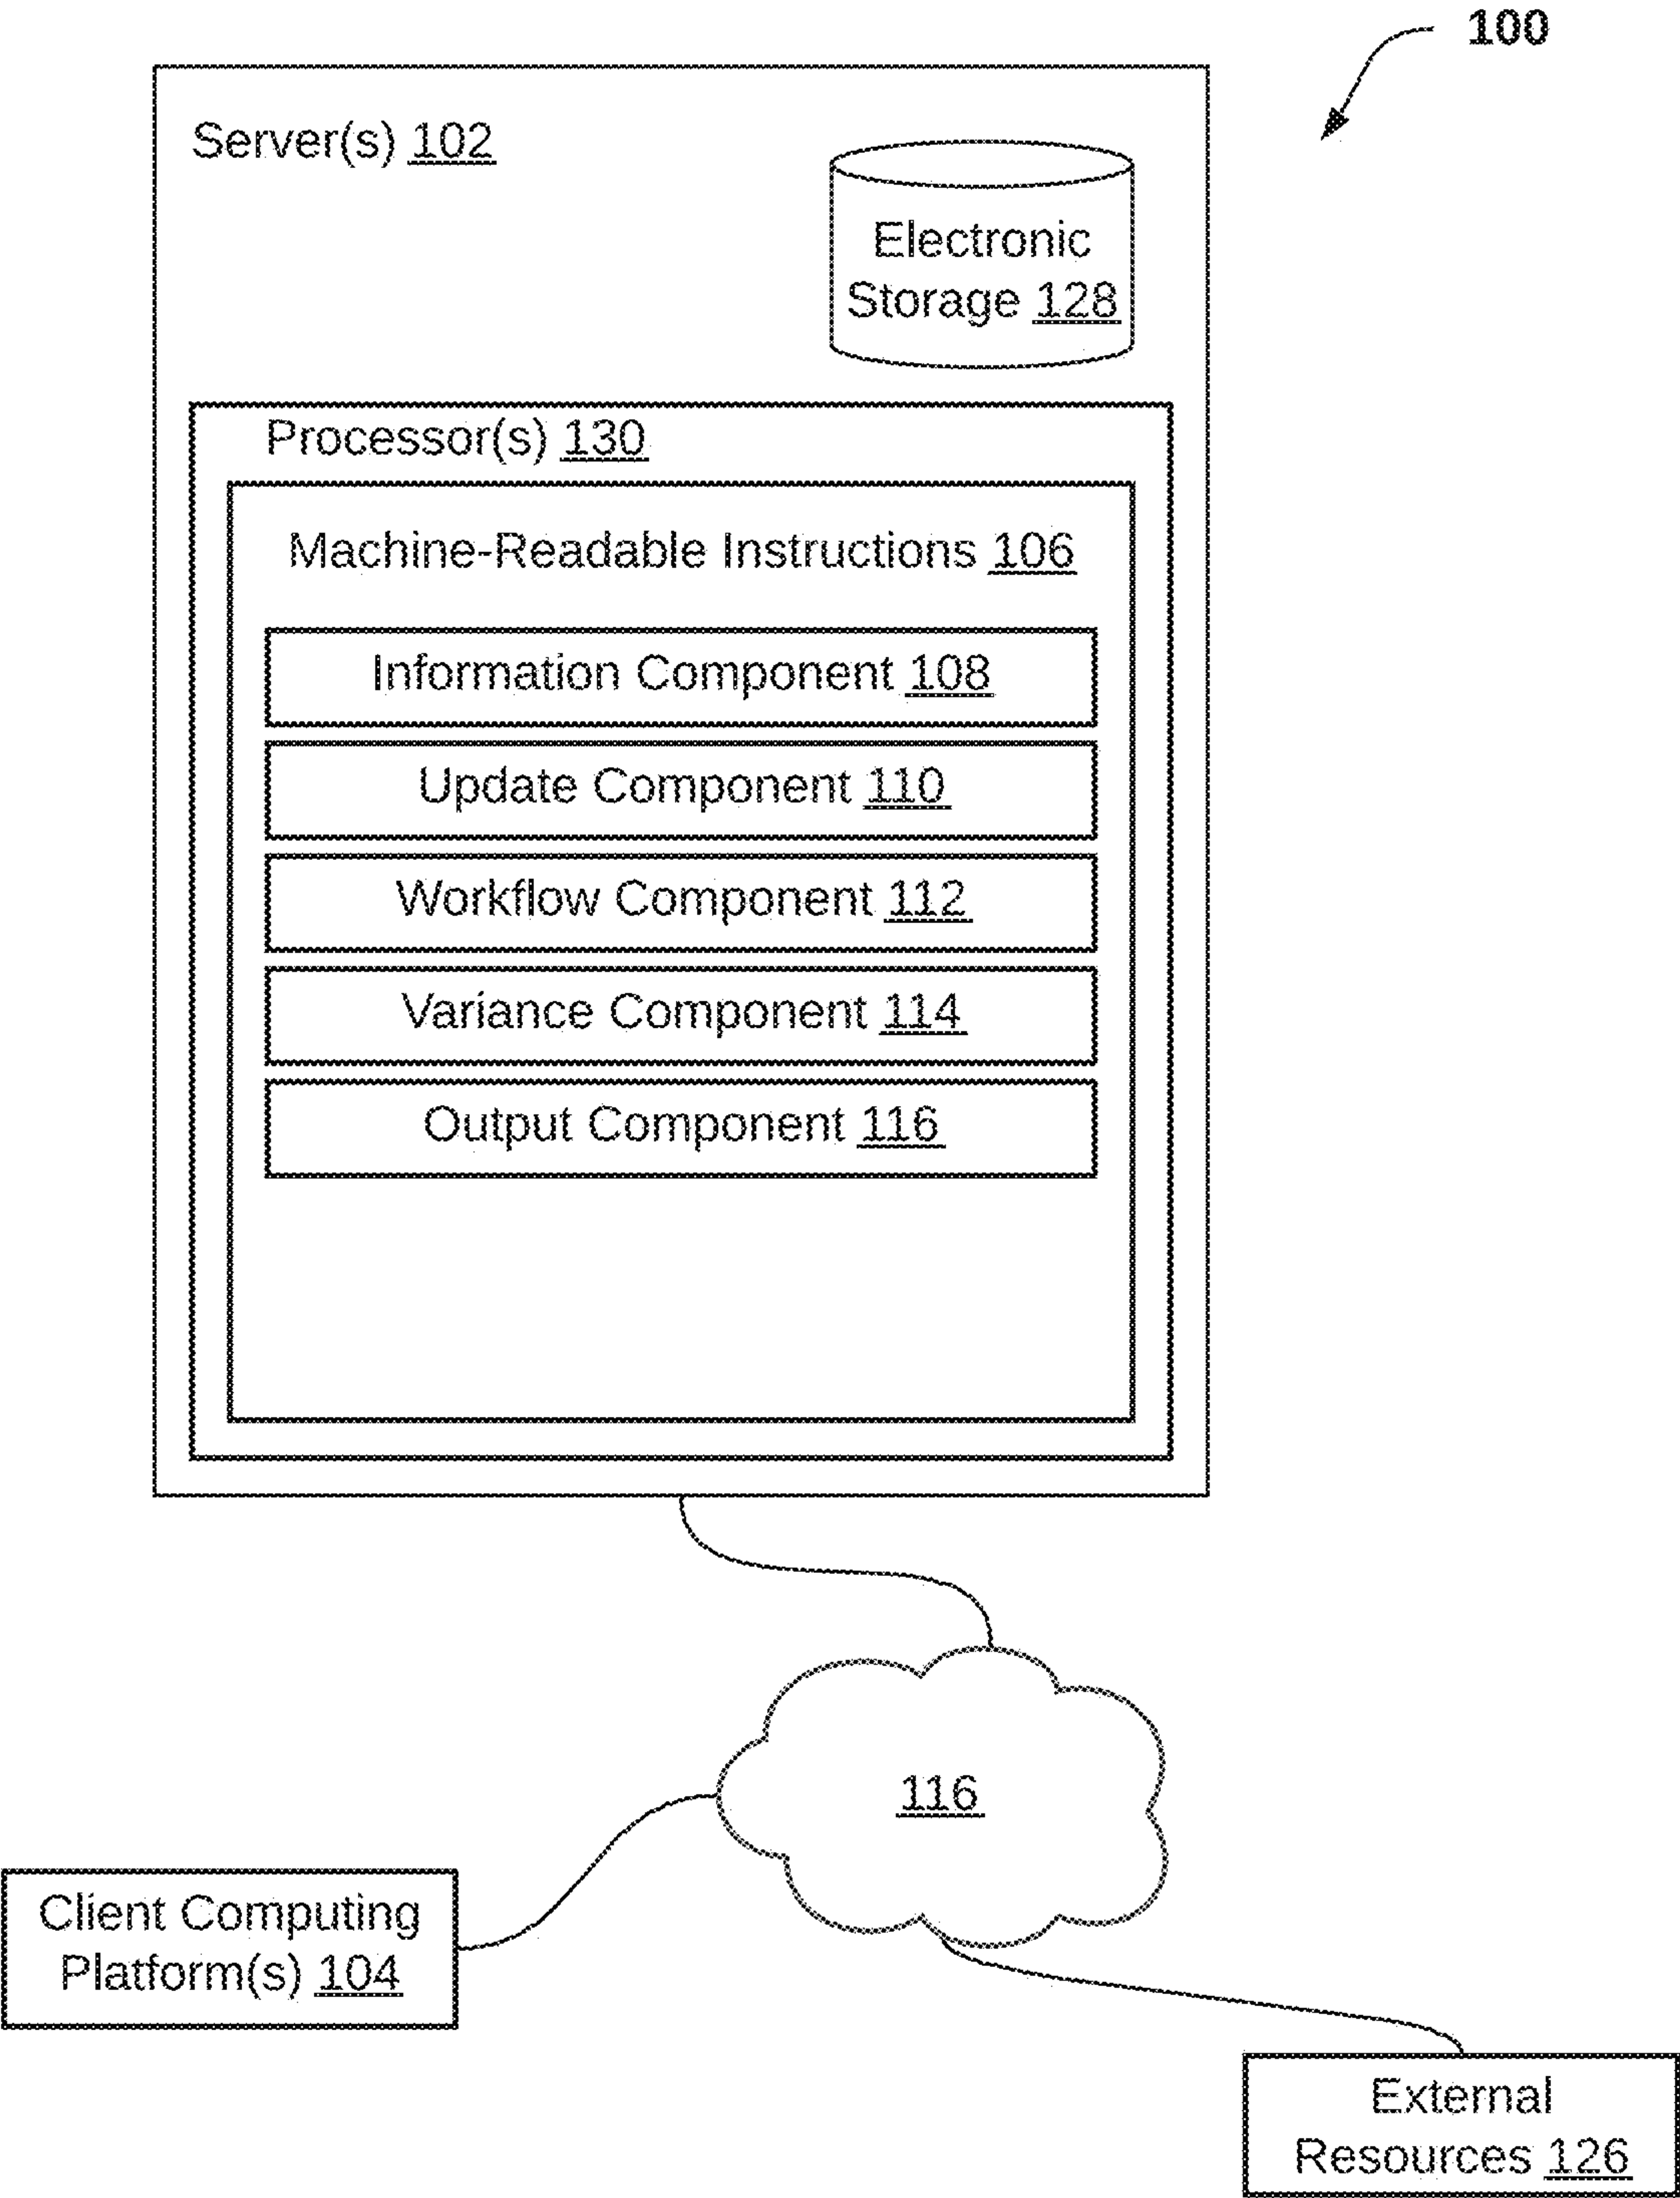 100
Server(s) 102
Electronic
Storage 128
Processor(s) 130
Machine-Readable Instructions 106
Information Component 108
Update Component 110
Workflow Component 112
Variance Component 114
Output Component 116
116
Client Computing
Platform(s) 104
External
Resources 126